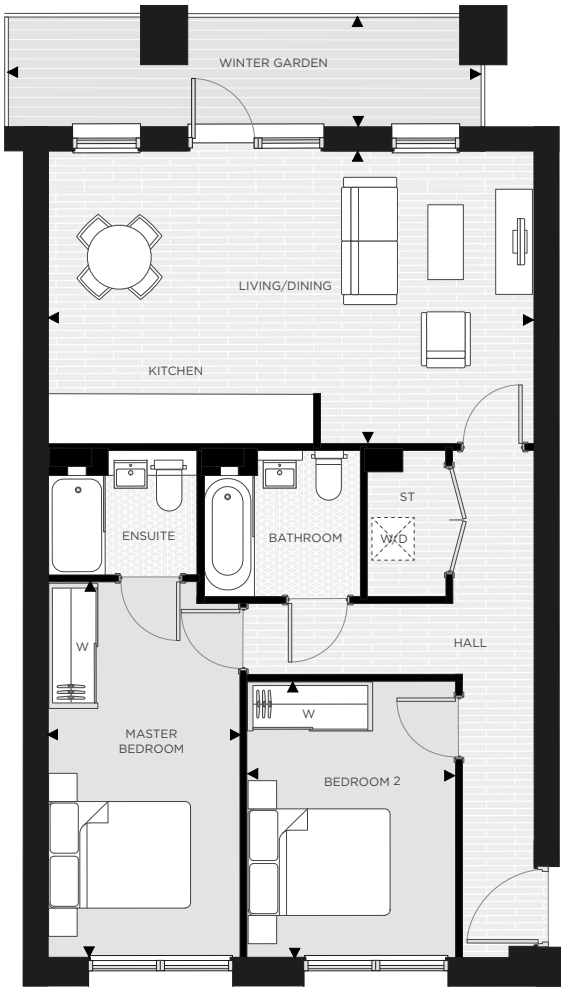 WINTER GARDEN
LIVING/DINING
KITCHEN
ST
ENSUITE
BATHROOM
W/D
HALL
W
W
MASTER
BEDROOM
BEDROOM 2